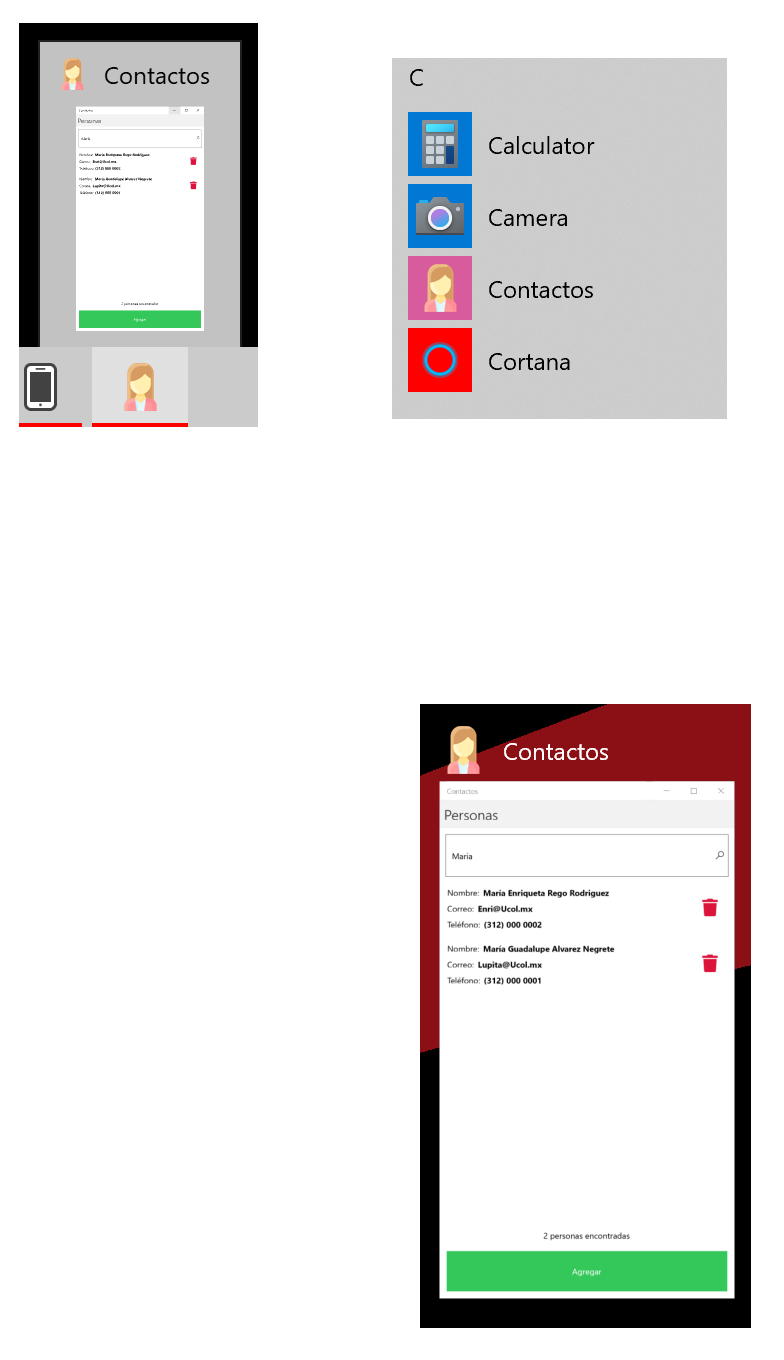 Contactos
Contactos
Personas
María
Nombre: María Enriqueta Rego Rodriguez
Correo: Enri@Ucol.mx
Teléfono: (312) 000 0002
Nombre: María Guadalupe Alvarez Negrete
Correo: Lupita@Ucol.mx
Teléfono: (312) 000 0001
2 personas encontradas
Agregar
C
Calculator
Camera
Contactos
Cortana
Contactos
Contactos
Personas
María
Nombre: María Enriqueta Rego Rodriguez
Correo: Enri@Ucol.mx
Teléfono: (312) 000 0002
Nombre: María Guadalupe Alvarez Negrete
Correo: Lupita@Ucol.mx
Teléfono: (312) 000 0001
2 personas encontradas
Agregar